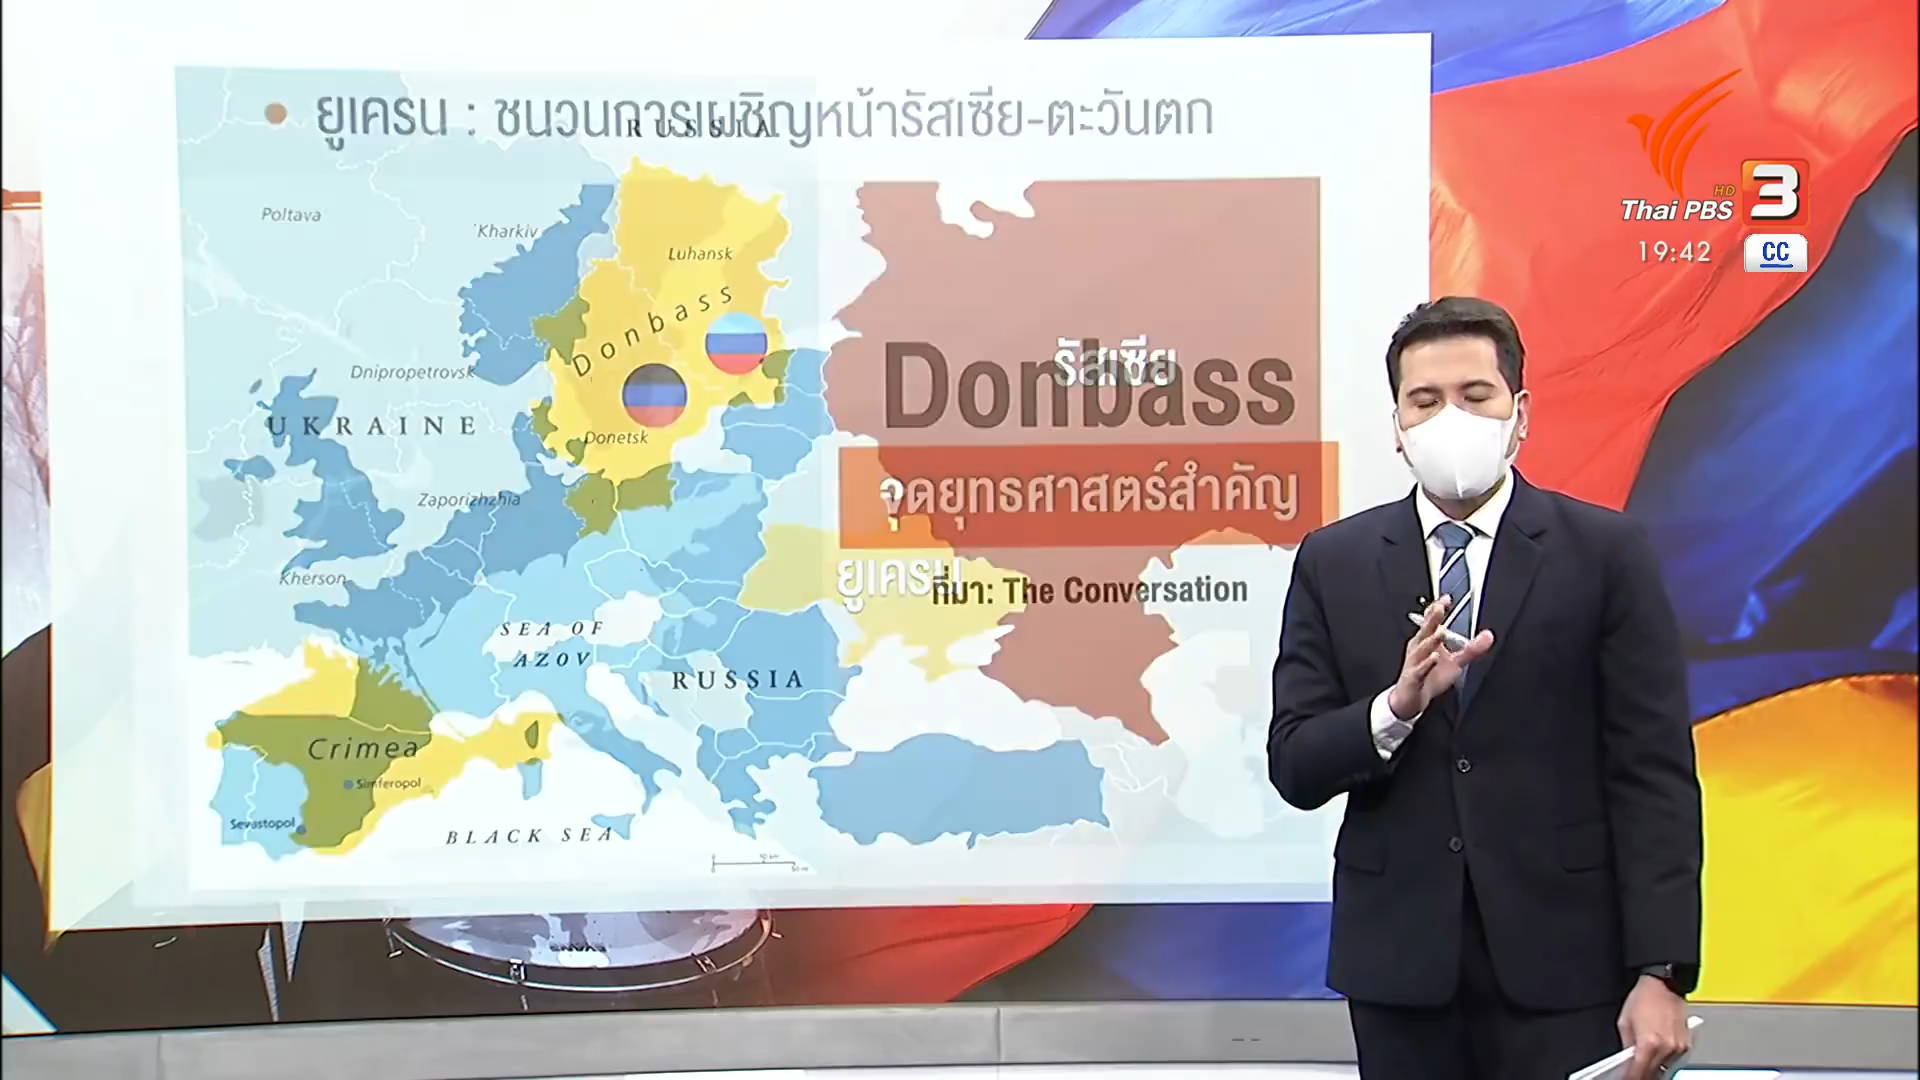 ยูเครน : ชนวนการเผชิญหน้ารัสเซีย-ตะวันตก
RUSSIA
Thai PBS HD 3
19:42 CC
Poltava
Kharkiv
Luhansk
Donbass
Dnipropetrovsk
UKRAINE
Donetsk
Zaporizhzhia
Kherson
SEA OF
AZOV
RUSSIA
Crimea
Simferopol
Sevastopol
BLACK SEA
Donbass
รัสเซีย
จุดยุทธศาสตร์สำคัญ
ยูเครน
ที่มา: The Conversation
EVANS